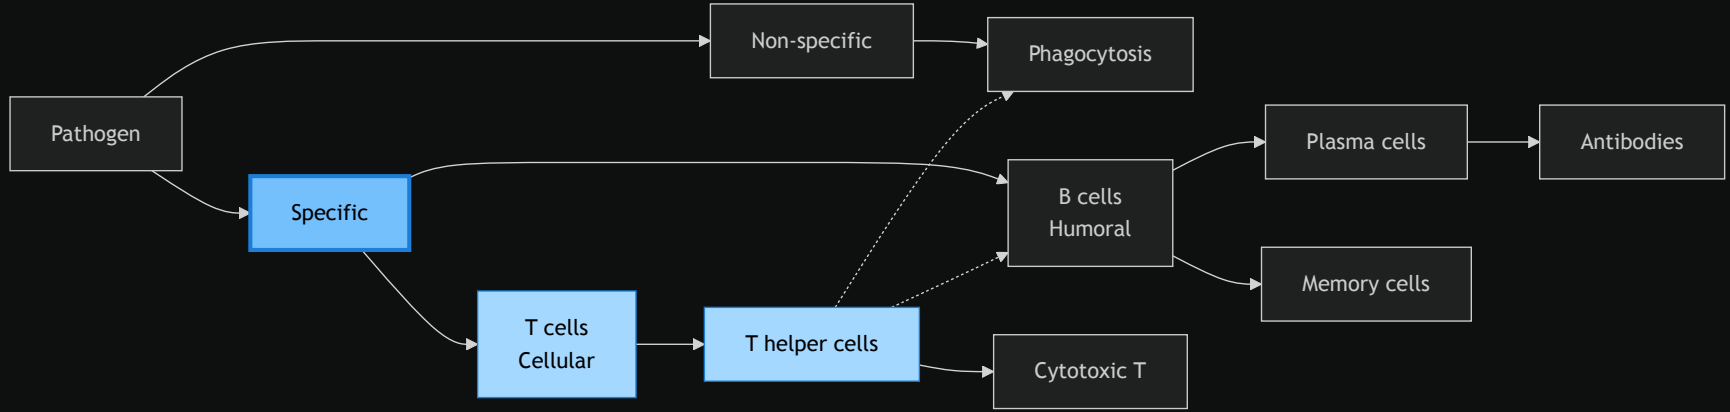 Non-specific
Phagocytosis
Pathogen
Plasma cells
Antibodies
Specific
B cells
Humoral
Memory cells
T cells
Cellular
T helper cells
Cytotoxic T